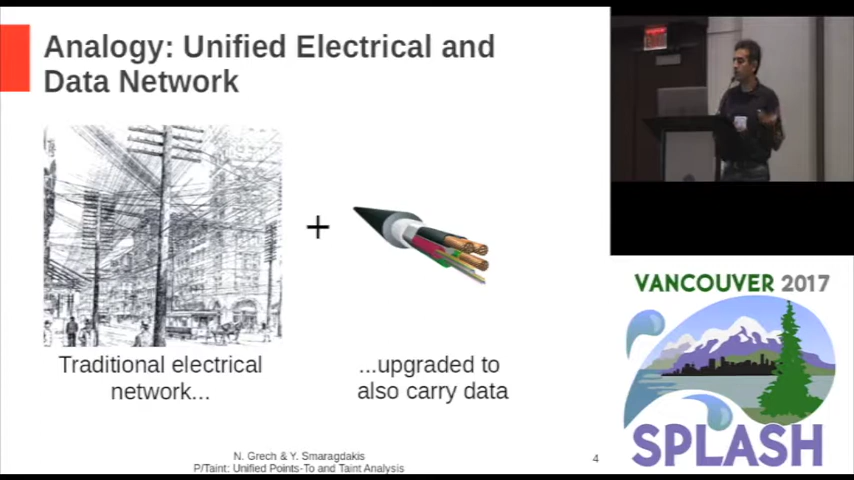 Analogy: Unified Electrical and
Data Network
+
Traditional electrical
network...
...upgraded to
also carry data
N. Grech & Y. Smaragdakis
P/Taint: Unified Points-To and Taint Analysis
4
VANCOUVER 2017
SPLASH